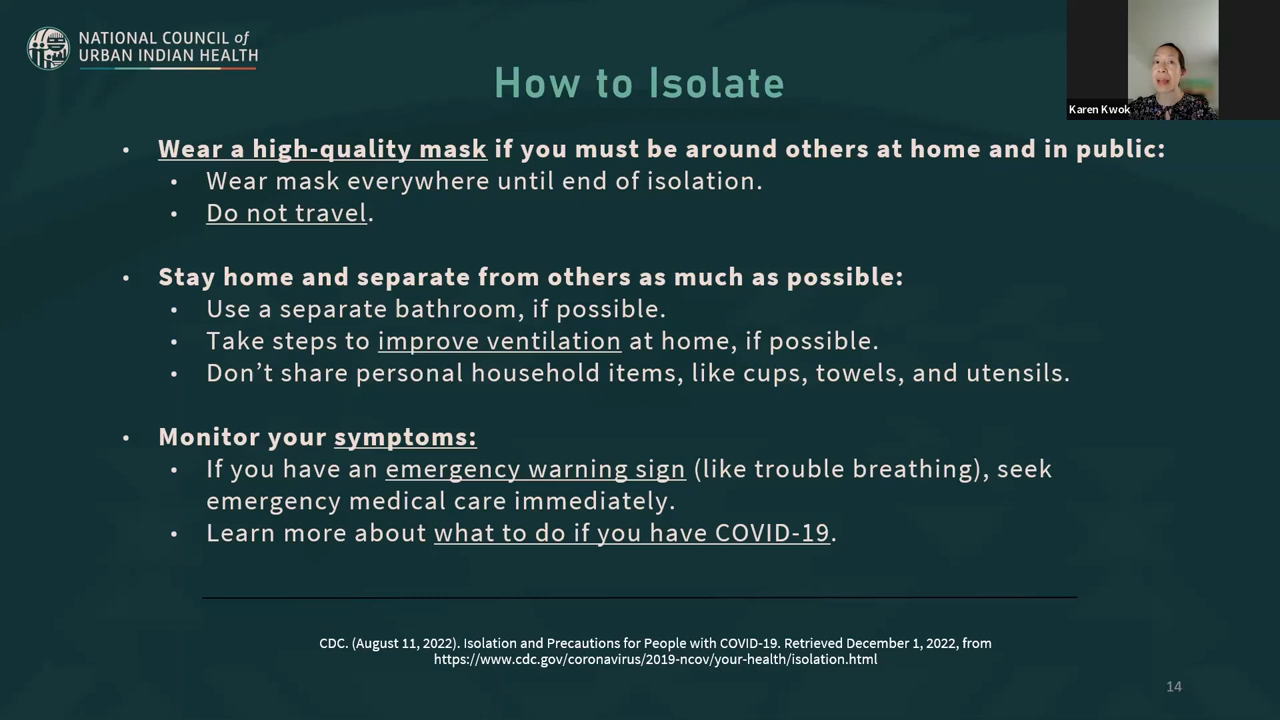 NATIONAL COUNCIL of
URBAN INDIAN HEALTH
How to Isolate
Karen Kwok
• Wear a high-quality mask if you must be around others at home and in public:
• Wear mask everywhere until end of isolation.
• Do not travel.
• Stay home and separate from others as much as possible:
• Use a separate bathroom, if possible.
• Take steps to improve ventilation at home, if possible.
• Don’t share personal household items, like cups, towels, and utensils.
• Monitor your symptoms:
• If you have an emergency warning sign (like trouble breathing), seek
emergency medical care immediately.
• Learn more about what to do if you have COVID-19.
CDC. (August 11, 2022). Isolation and Precautions for People with COVID-19. Retrieved December 1, 2022, from
https://www.cdc.gov/coronavirus/2019-ncov/your-health/isolation.html
14